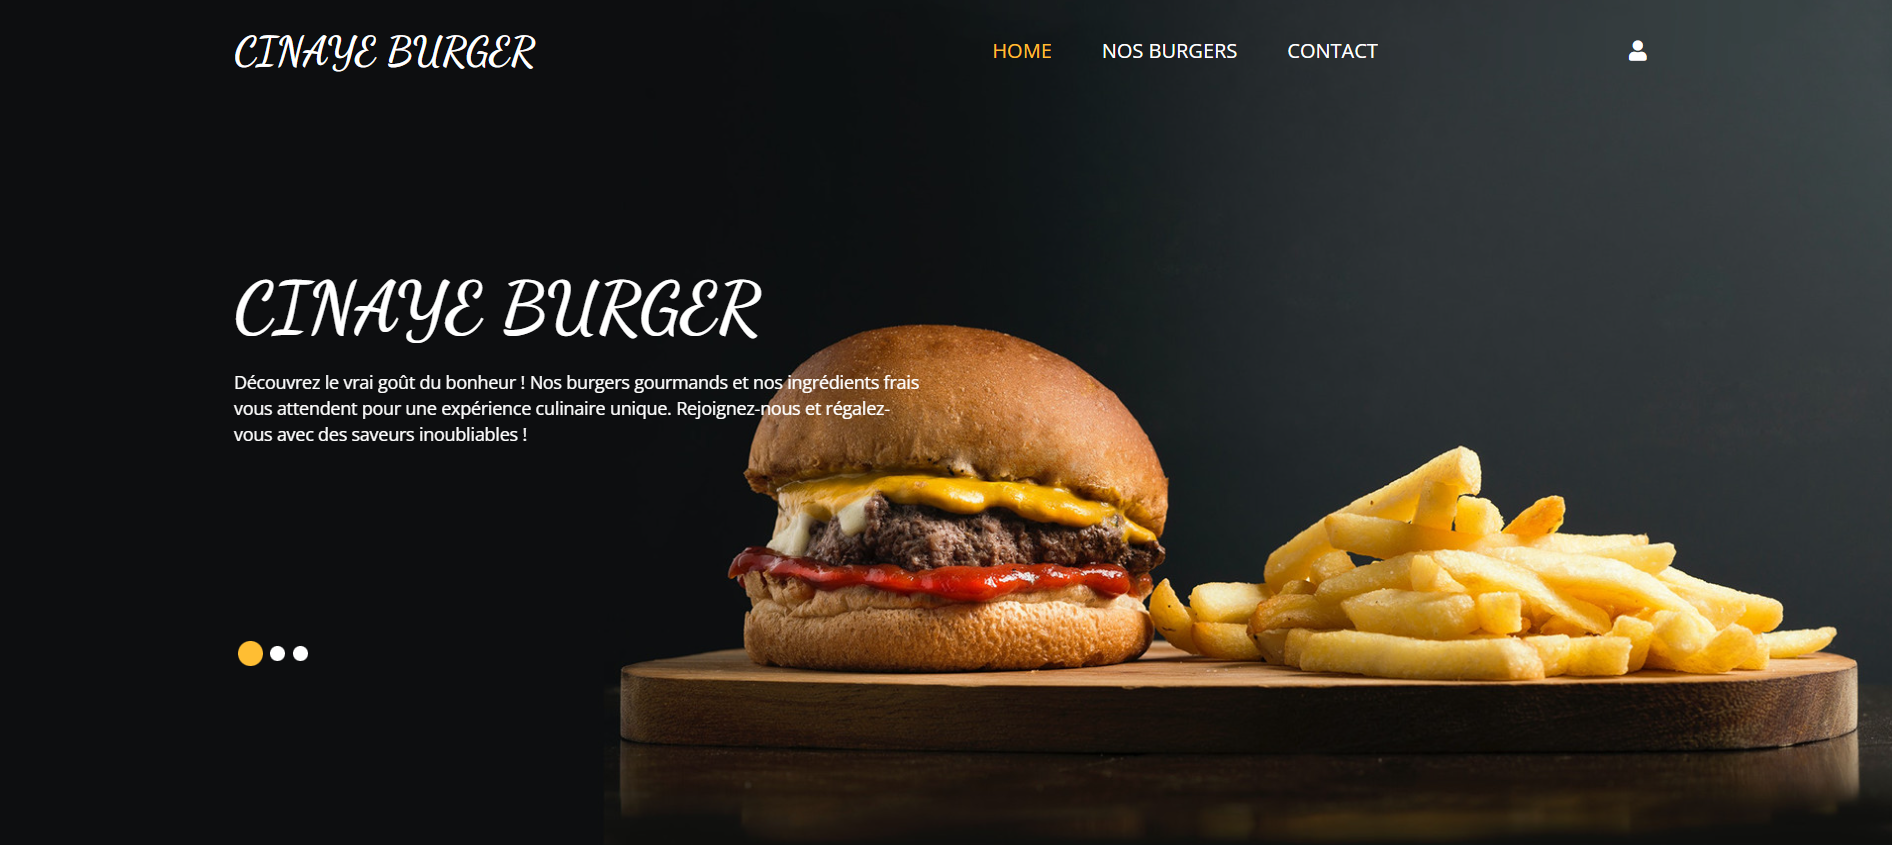 CINAYE BURGER
HOME
NOS BURGERS
CONTACT
CINAYE BURGER
Découvrez le vrai goût du bonheur ! Nos burgers gourmands et nos ingrédients frais
vous attendent pour une expérience culinaire unique. Rejoignez-nous et régalez-
vous avec des saveurs inoubliables !